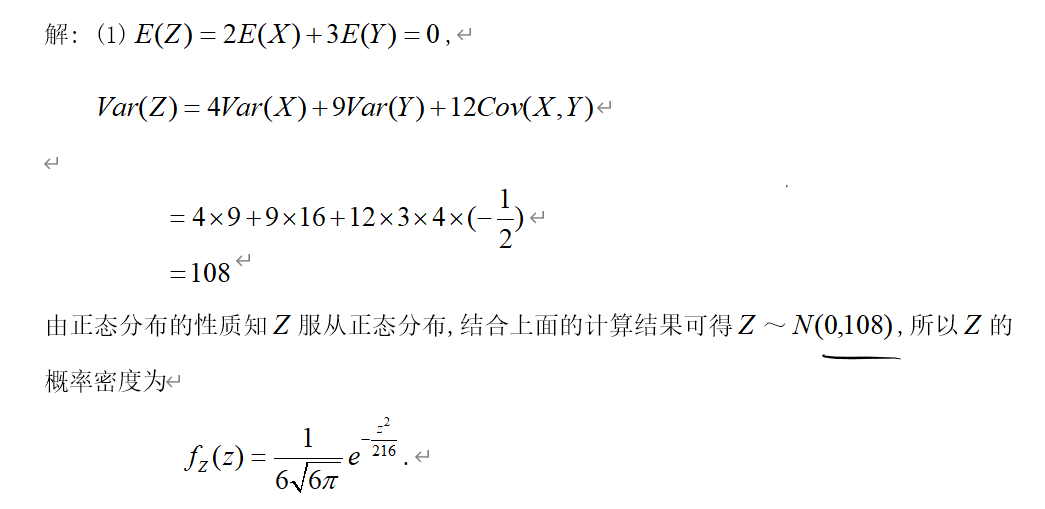 解: (1) E(Z) = 2E(X)+3E(Y) = 0 ,↵
Var(Z) = 4Var(X)+9Var(Y)+12Cov(X,Y)↵
↵
= 4×9+9×16+12×3×4×(-1/2)↵
=108↵
由正态分布的性质知 Z 服从正态分布, 结合上面的计算结果可得 Z ~ N(0,108) , 所以 Z 的
概率密度为↵
f_Z(z) = 1/(6√(6π)) e^(-z²/216) . ↵